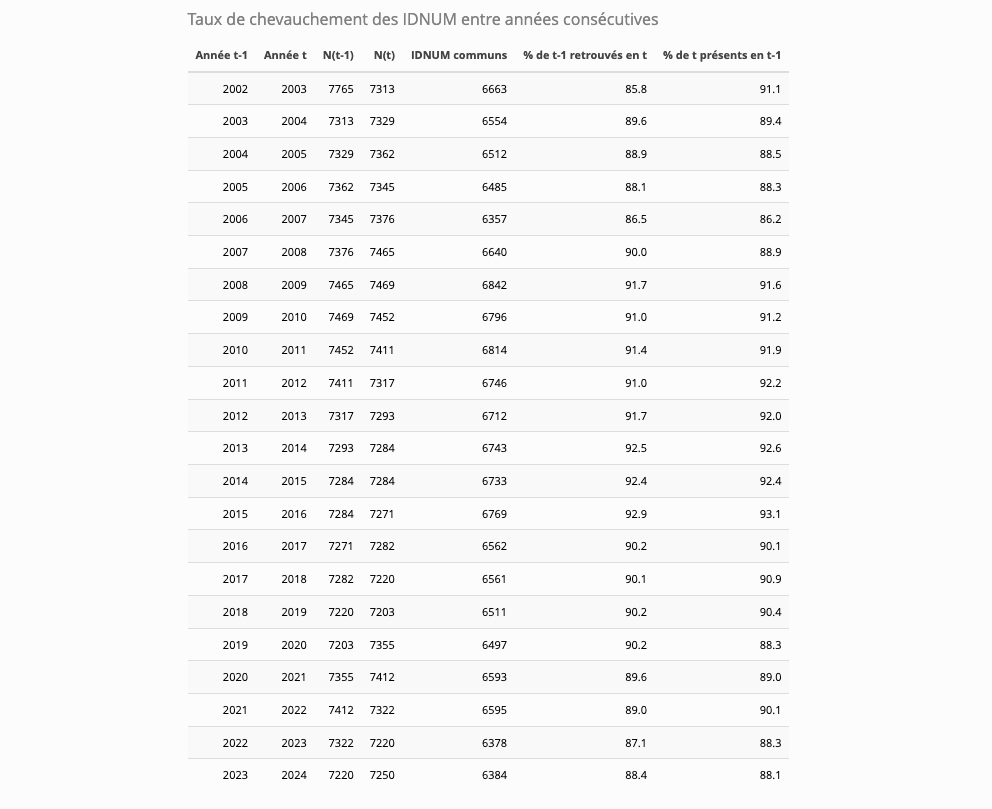 Taux de chevauchement des IDNUM entre années consécutives
Année t-1 Année t N(t-1) N(t) IDNUM communs % de t-1 retrouvés en t % de t présents en t-1
2002 2003 7765 7313 6663 85.8 91.1
2003 2004 7313 7329 6554 89.6 89.4
2004 2005 7329 7362 6512 88.9 88.5
2005 2006 7362 7345 6485 88.1 88.3
2006 2007 7345 7376 6357 86.5 86.2
2007 2008 7376 7465 6640 90.0 88.9
2008 2009 7465 7469 6842 91.7 91.6
2009 2010 7469 7452 6796 91.0 91.2
2010 2011 7452 7411 6814 91.4 91.9
2011 2012 7411 7317 6746 91.0 92.2
2012 2013 7317 7293 6712 91.7 92.0
2013 2014 7293 7284 6743 92.5 92.6
2014 2015 7284 7284 6733 92.4 92.4
2015 2016 7284 7271 6769 92.9 93.1
2016 2017 7271 7282 6562 90.2 90.1
2017 2018 7282 7220 6561 90.1 90.9
2018 2019 7220 7203 6511 90.2 90.4
2019 2020 7203 7355 6497 90.2 88.3
2020 2021 7355 7412 6593 89.6 89.0
2021 2022 7412 7322 6595 89.0 90.1
2022 2023 7322 7220 6378 87.1 88.3
2023 2024 7220 7250 6384 88.4 88.1